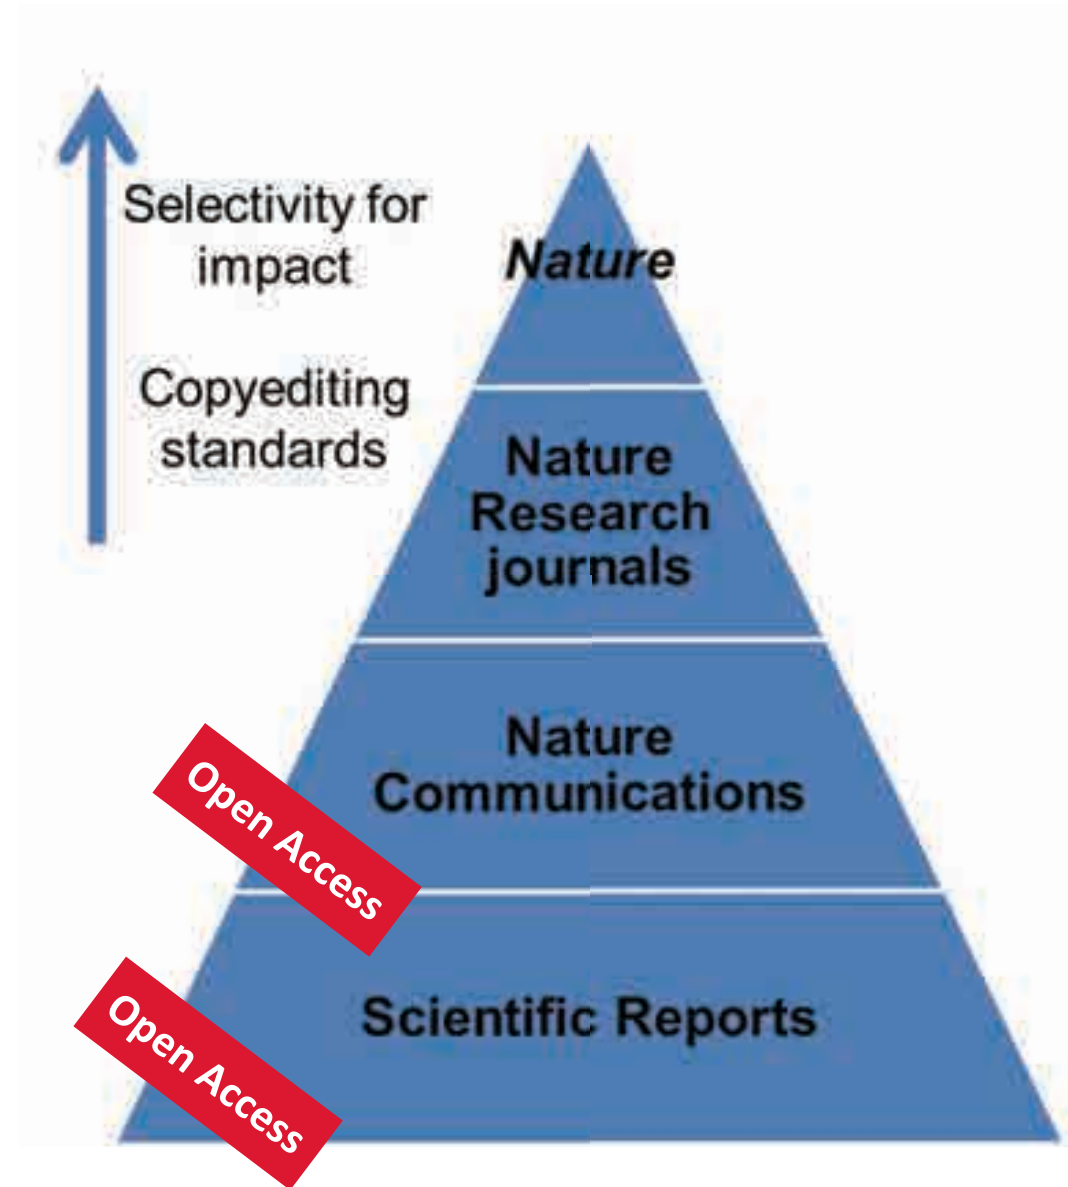 Selectivity for
impact
Copyediting
standards
Nature
Nature
Research
journals
Nature
Communications
Open Access
Scientific Reports
Open Access